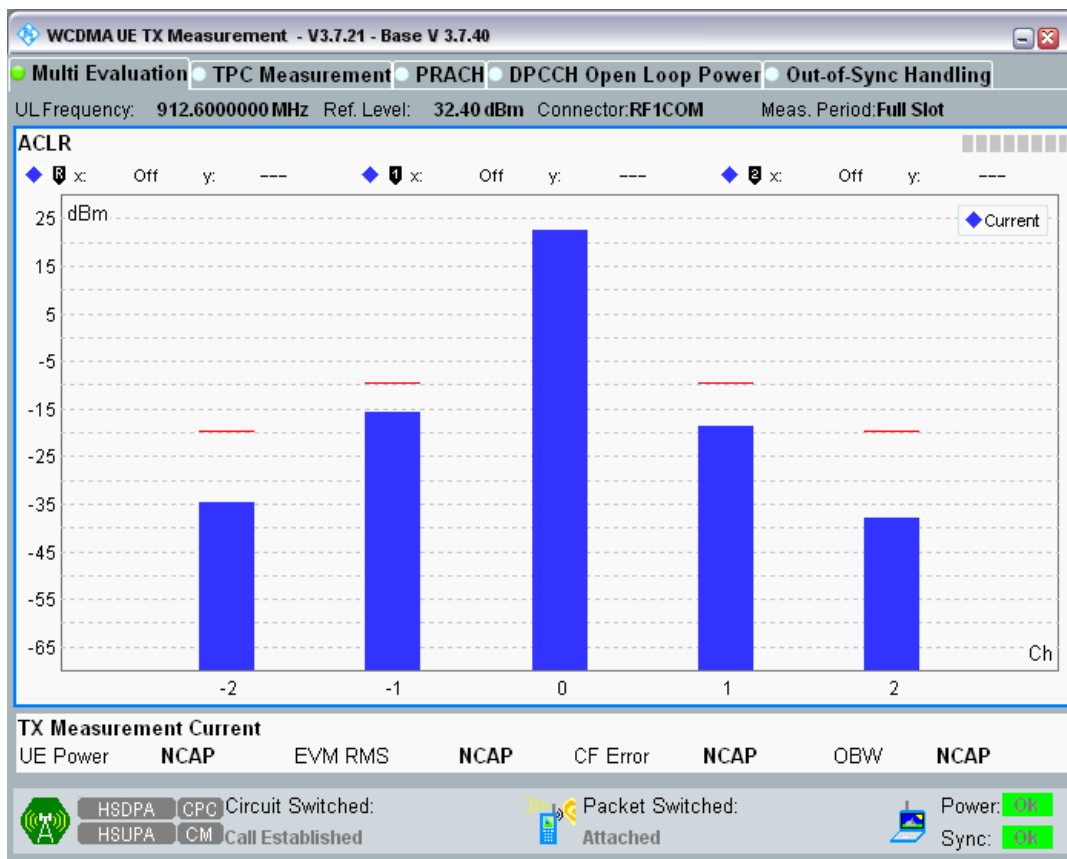 WCDMA UE TX Measurement - V3.7.21 - Base V 3.7.40
Multi Evaluation TPC Measurement PRACH DPCCH Open Loop Power Out-of-Sync Handling
UL Frequency: 912.6000000 MHz Ref. Level: 32.40 dBm Connector:RF1COM Meas. Period:Full Slot
ACLR
R x: Off y: --- 1 x: Off y: --- 2 x: Off y: ---
dBm
Current
25
15
5
-5
-15
-25
-35
-45
-55
-65
Ch
-2 -1 0 1 2
TX Measurement Current
UE Power NCAP EVM RMS NCAP CF Error NCAP OBW NCAP
HSDPA CPC Circuit Switched: Packet Switched: Power: Ok
HSUPA CM Call Established Attached Sync: Ok